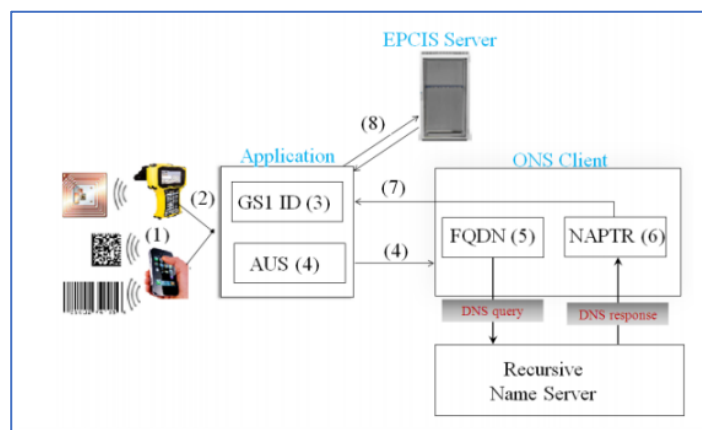 EPCIS Server
(8)
Application
ONS Client
(2)
(7)
GS1 ID (3)
(1)
FQDN (5)
NAPTR (6)
AUS (4)
(4)
DNS query
DNS response
Recursive
Name Server